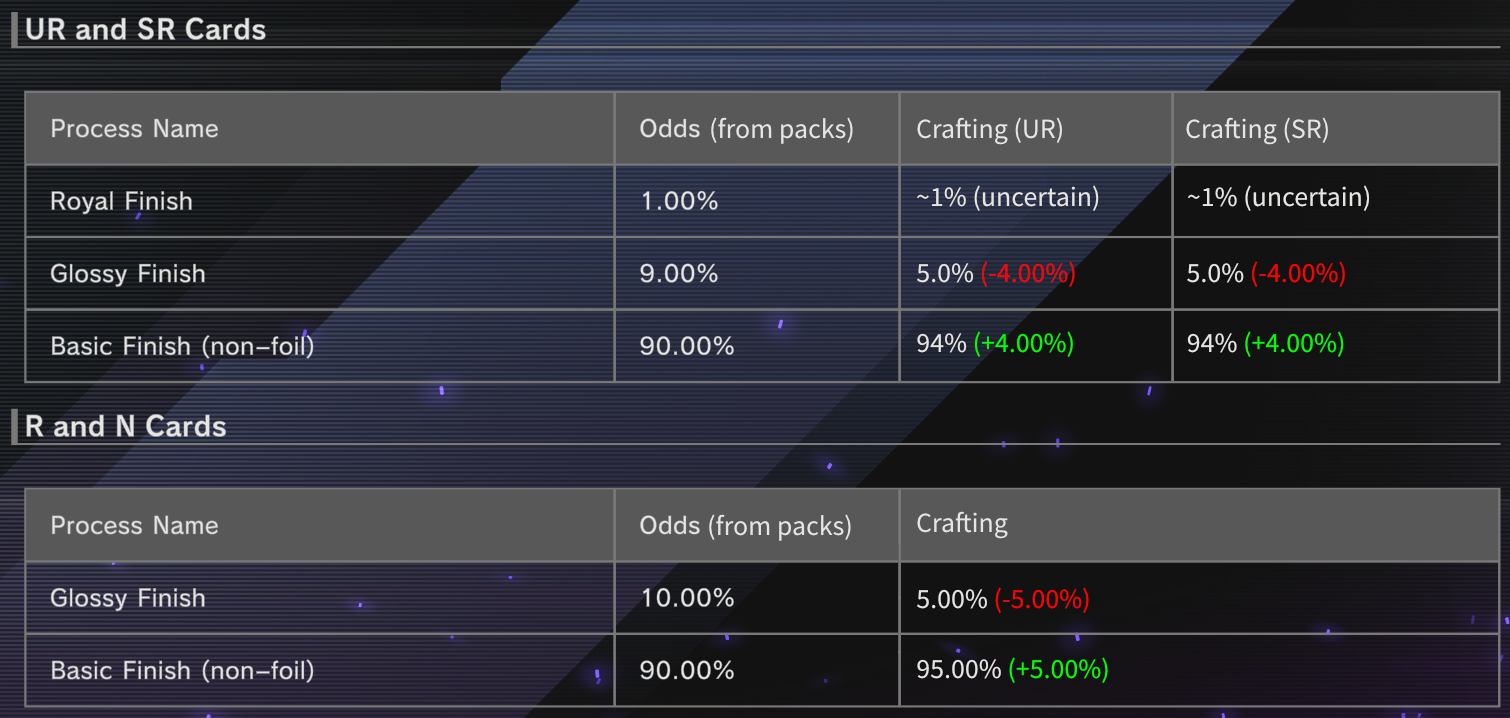 UR and SR Cards
Process Name Odds (from packs) Crafting (UR) Crafting (SR)
Royal Finish 1.00% ~1% (uncertain) ~1% (uncertain)
Glossy Finish 9.00% 5.0% (-4.00%) 5.0% (-4.00%)
Basic Finish (non–foil) 90.00% 94% (+4.00%) 94% (+4.00%)
R and N Cards
Process Name Odds (from packs) Crafting
Glossy Finish 10.00% 5.00% (-5.00%)
Basic Finish (non–foil) 90.00% 95.00% (+5.00%)